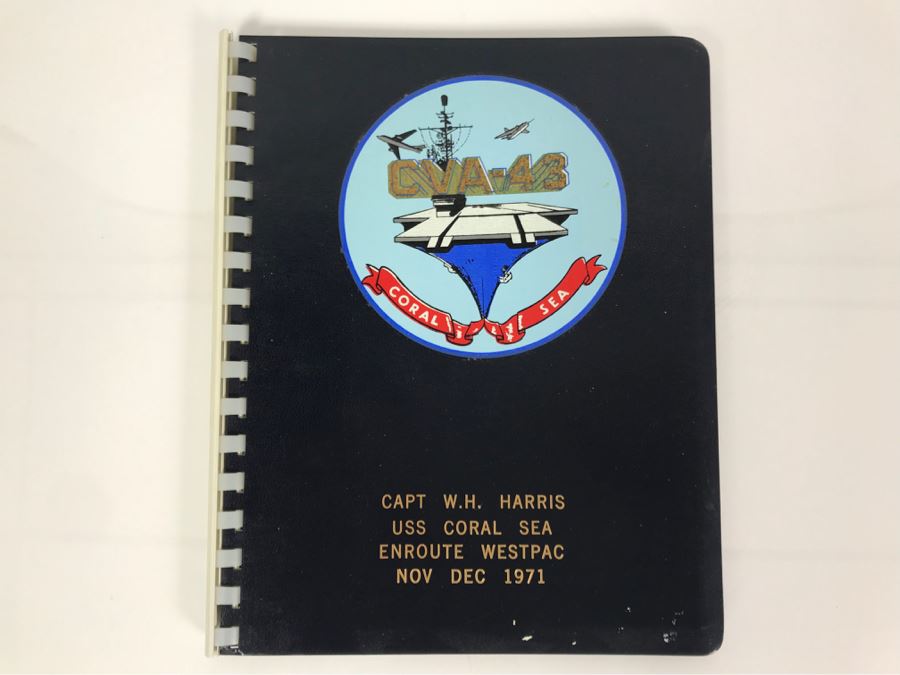 CVA-43
CORAL SEA
CAPT W.H. HARRIS
USS CORAL SEA
ENROUTE WESTPAC
NOV DEC 1971